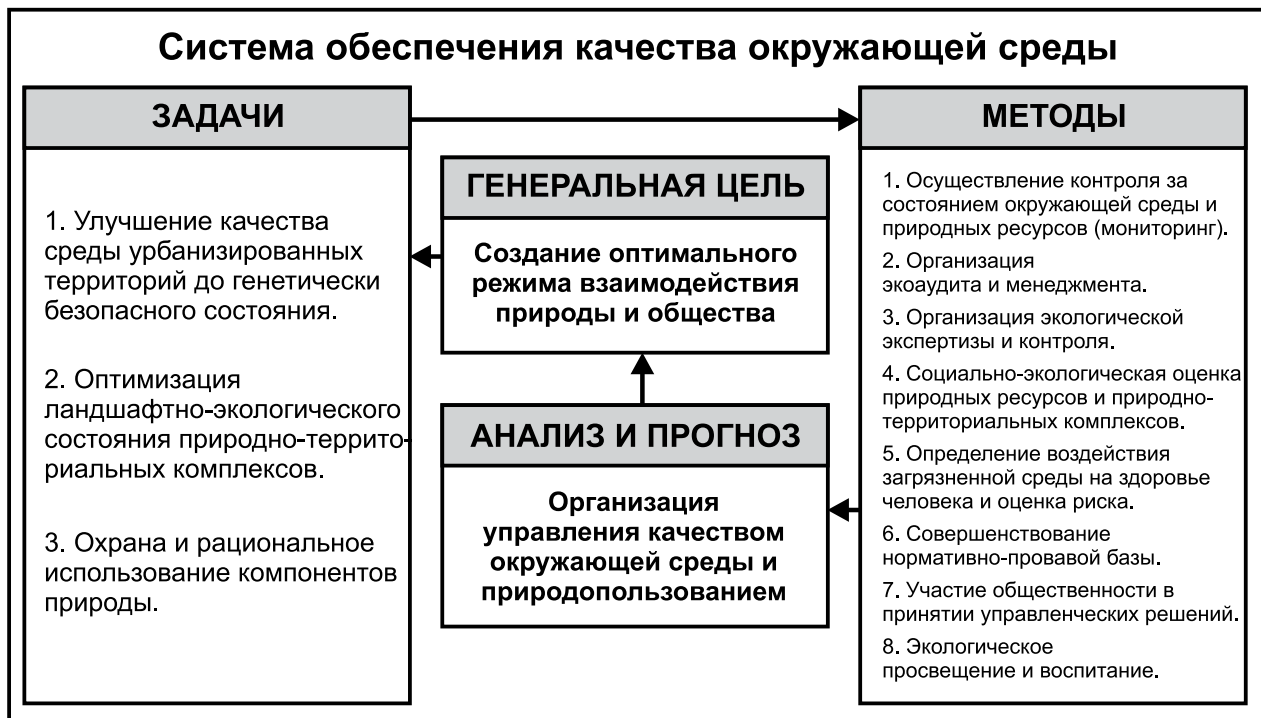 Система обеспечения качества окружающей среды
ЗАДАЧИ
1. Улучшение качества
среды урбанизированных
территорий до генетически
безопасного состояния.
2. Оптимизация
ландшафтно-экологического
состояния природно-террито-
риальных комплексов.
3. Охрана и рациональное
использование компонентов
природы.
ГЕНЕРАЛЬНАЯ ЦЕЛЬ
Создание оптимального
режима взаимодействия
природы и общества
АНАЛИЗ И ПРОГНОЗ
Организация
управления качеством
окружающей среды и
природопользованием
МЕТОДЫ
1. Осуществление контроля за
состоянием окружающей среды и
природных ресурсов (мониторинг).
2. Организация
экоаудита и менеджмента.
3. Организация экологической
экспертизы и контроля.
4. Социально-экологическая оценка
природных ресурсов и природно-
территориальных комплексов.
5. Определение воздействия
загрязненной среды на здоровье
человека и оценка риска.
6. Совершенствование
нормативно-провавой базы.
7. Участие общественности в
принятии управленческих решений.
8. Экологическое
просвещение и воспитание.